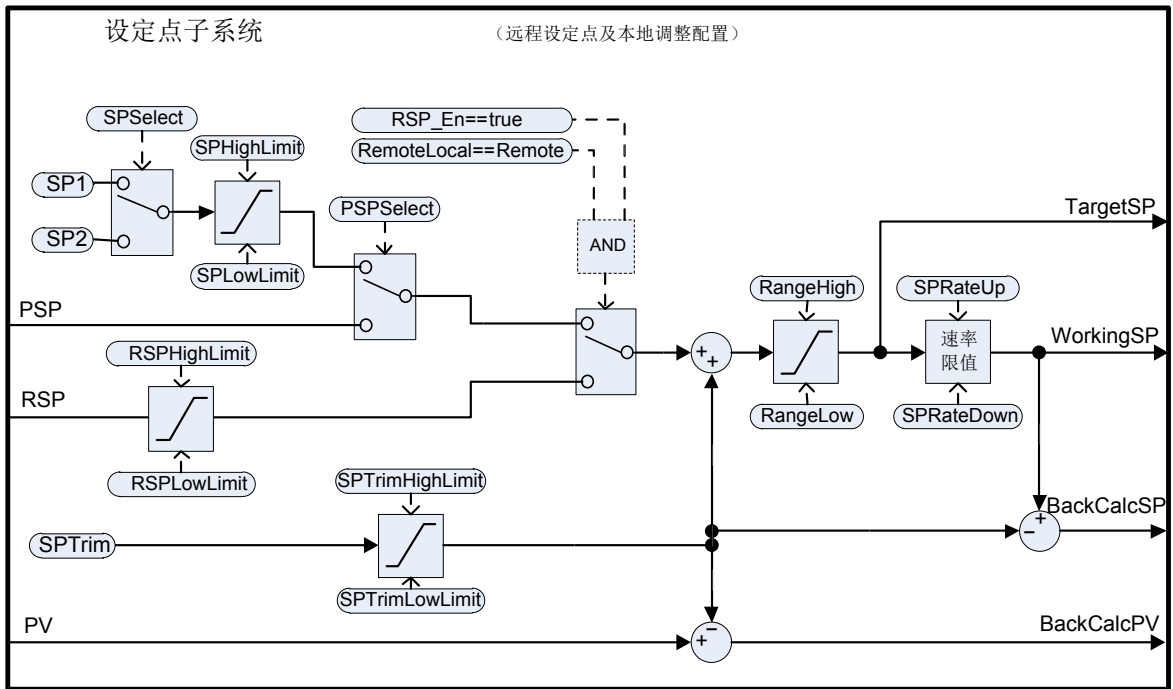 设定点子系统
（远程设定点及本地调整配置）
SPSelect
RSP_En==true
RemoteLocal==Remote
SPHighLimit
SP1
SP2
SPLowLimit
PSPSelect
AND
TargetSP
PSP
RangeHigh
SPRateUp
RSPHighLimit
+
+
速率
限值
WorkingSP
RSP
RangeLow
SPRateDown
RSPLowLimit
SPTrimHighLimit
SPTrim
+
−
BackCalcSP
SPTrimLowLimit
PV
−
+
BackCalcPV